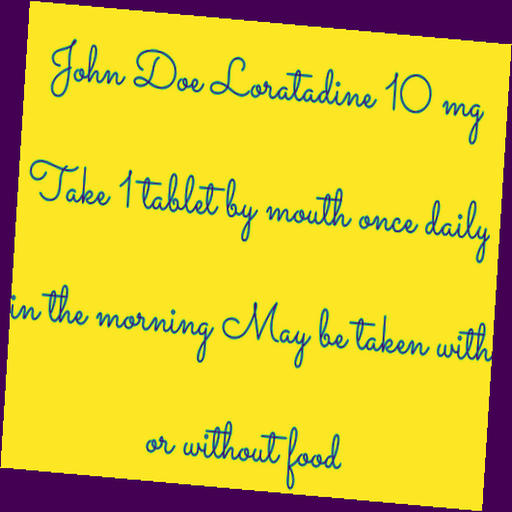 John Doe Loratadine 10 mg
Take 1 tablet by mouth once daily
in the morning May be taken with
or without food